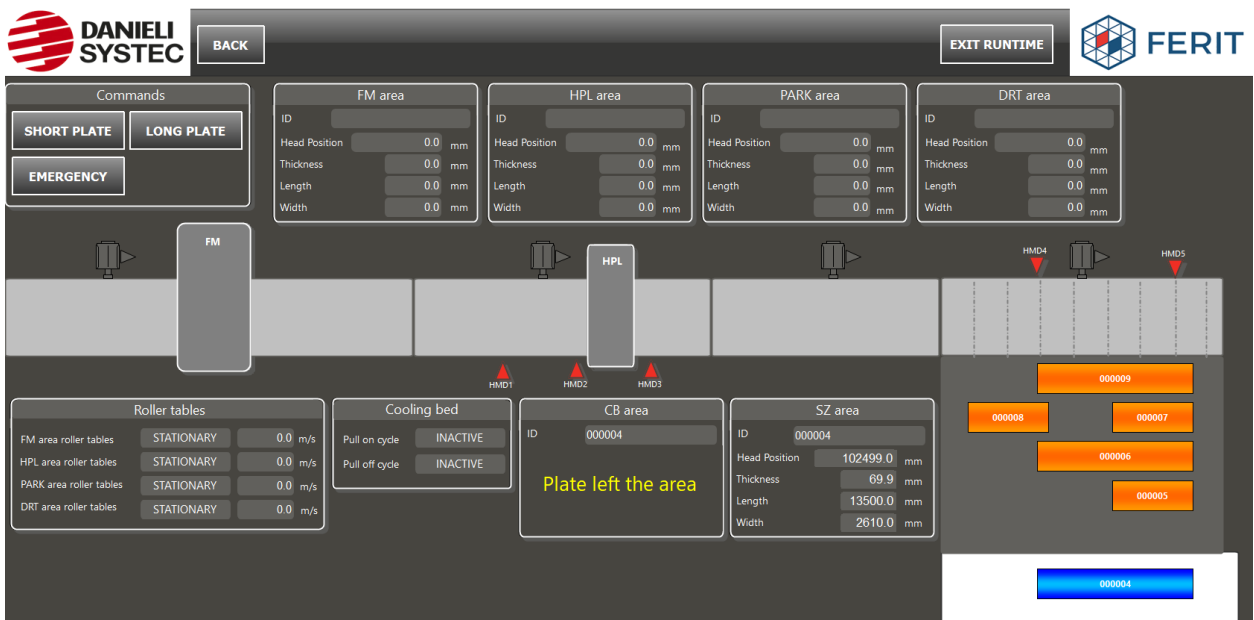 DANIELI
SYSTEC
BACK
EXIT RUNTIME
FERIT
Commands
SHORT PLATE
LONG PLATE
EMERGENCY
FM area
ID
Head Position 0.0 mm
Thickness 0.0 mm
Length 0.0 mm
Width 0.0 mm
HPL area
ID
Head Position 0.0 mm
Thickness 0.0 mm
Length 0.0 mm
Width 0.0 mm
PARK area
ID
Head Position 0.0 mm
Thickness 0.0 mm
Length 0.0 mm
Width 0.0 mm
DRT area
ID
Head Position 0.0 mm
Thickness 0.0 mm
Length 0.0 mm
Width 0.0 mm
FM
HPL
HMD4
HMD5
HMD1
HMD2
HMD3
Roller tables
FM area roller tables STATIONARY 0.0 m/s
HPL area roller tables STATIONARY 0.0 m/s
PARK area roller tables STATIONARY 0.0 m/s
DRT area roller tables STATIONARY 0.0 m/s
Cooling bed
Pull on cycle INACTIVE
Pull off cycle INACTIVE
CB area
ID 000004
Plate left the area
SZ area
ID 000004
Head Position 102499.0 mm
Thickness 69.9 mm
Length 13500.0 mm
Width 2610.0 mm
000009
000008
000007
000006
000005
000004